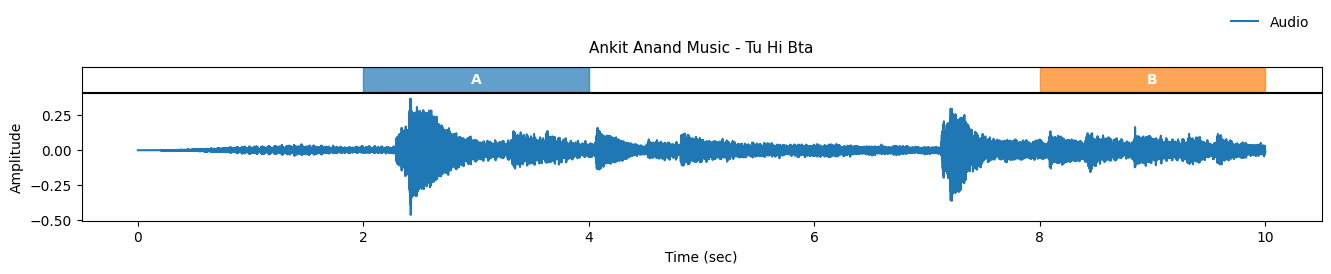 Audio
Ankit Anand Music - Tu Hi Bta
A B
0.25
0.00
−0.25
−0.50
Amplitude
0 2 4 6 8 10
Time (sec)